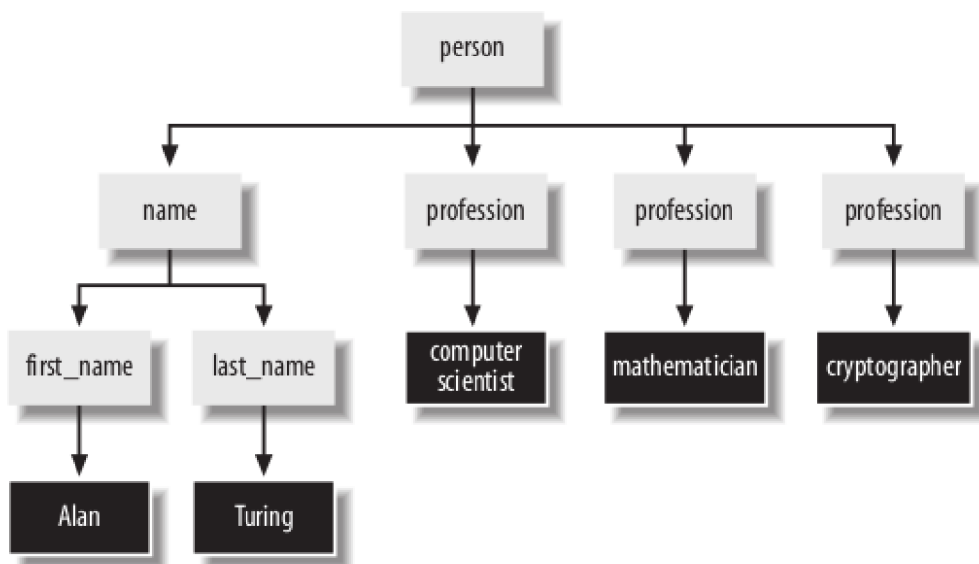 person
name
profession
profession
profession
first_name
last_name
computer
scientist
mathematician
cryptographer
Alan
Turing